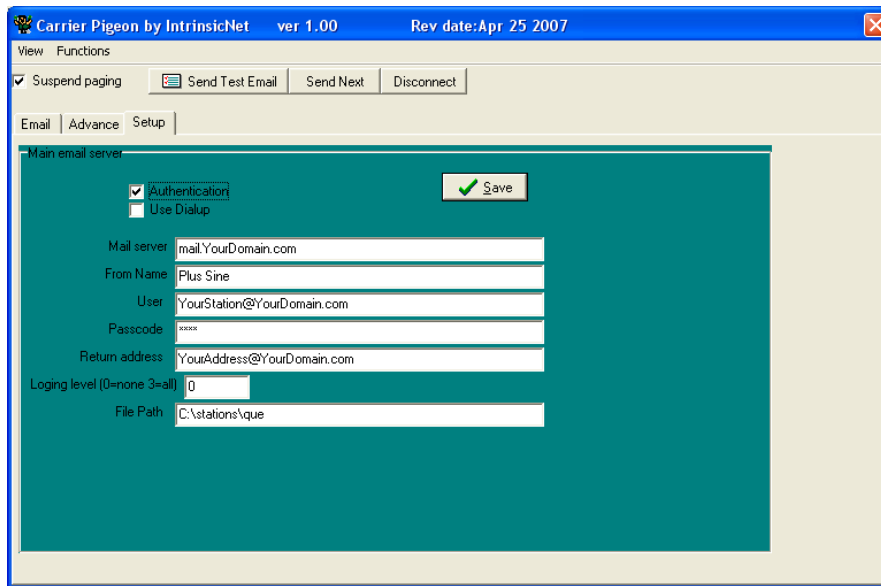 Carrier Pigeon by IntrinsicNet ver 1.00 Rev date:Apr 25 2007
View Functions
Suspend paging Send Test Email Send Next Disconnect
Email Advance Setup
Main email server
Authentication Save
Use Dialup
Mail server mail.YourDomain.com
From Name Plus Sine
User YourStation@YourDomain.com
Passcode ****
Return address YourAddress@YourDomain.com
Loging level (0=none 3=all) 0
File Path C:\stations\que